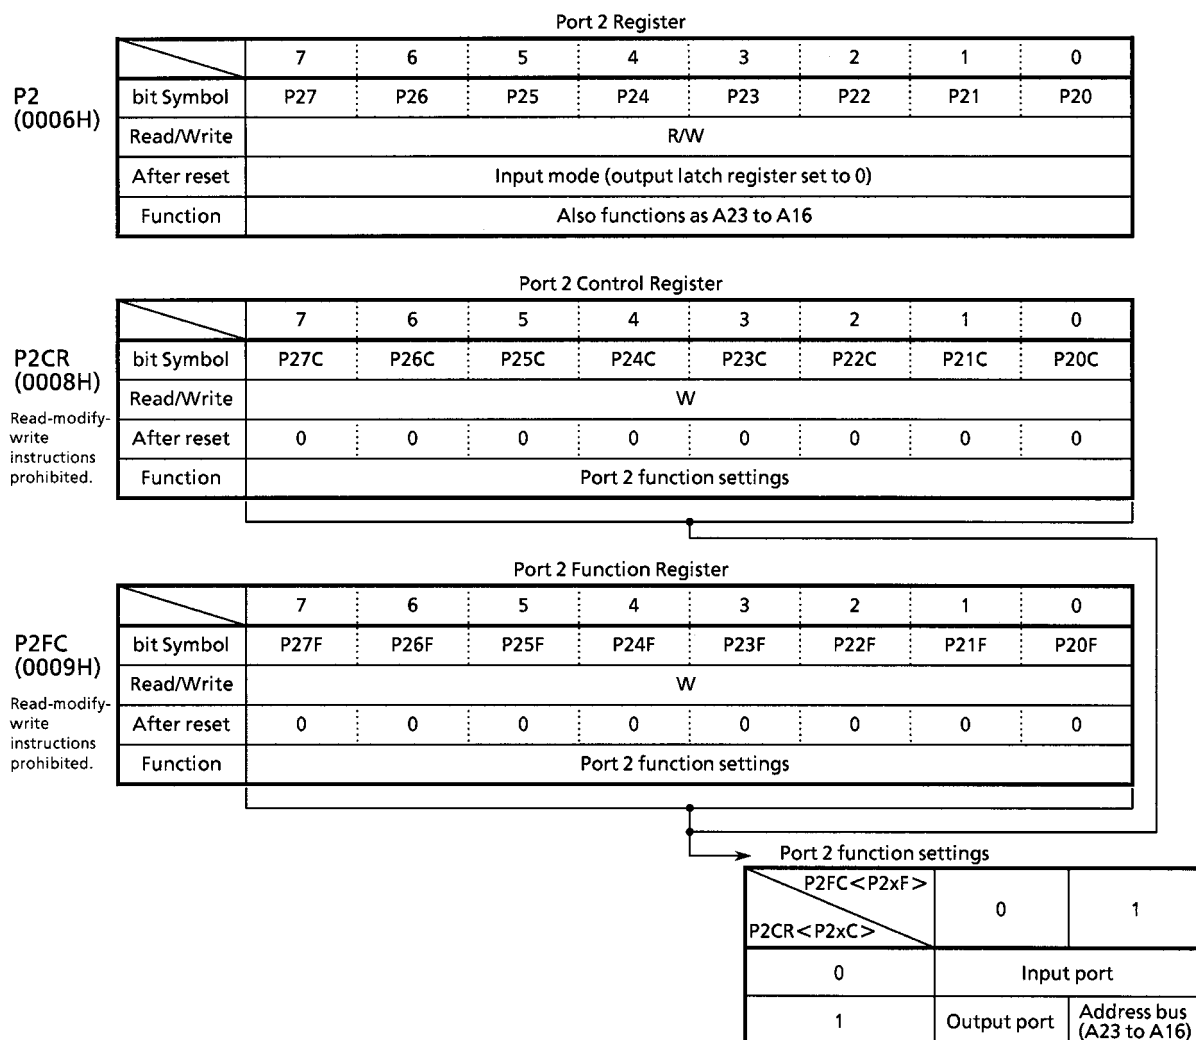 Port 2 Register
7 6 5 4 3 2 1 0
P2
(0006H)
bit Symbol P27 P26 P25 P24 P23 P22 P21 P20
Read/Write R/W
After reset Input mode (output latch register set to 0)
Function Also functions as A23 to A16
Port 2 Control Register
7 6 5 4 3 2 1 0
P2CR
(0008H)
Read-modify-
write
instructions
prohibited.
bit Symbol P27C P26C P25C P24C P23C P22C P21C P20C
Read/Write W
After reset 0 0 0 0 0 0 0 0
Function Port 2 function settings
Port 2 Function Register
7 6 5 4 3 2 1 0
P2FC
(0009H)
Read-modify-
write
instructions
prohibited.
bit Symbol P27F P26F P25F P24F P23F P22F P21F P20F
Read/Write W
After reset 0 0 0 0 0 0 0 0
Function Port 2 function settings
Port 2 function settings
P2FC<P2xF> 0 1
P2CR<P2xC>
0 Input port
1 Output port Address bus
(A23 to A16)